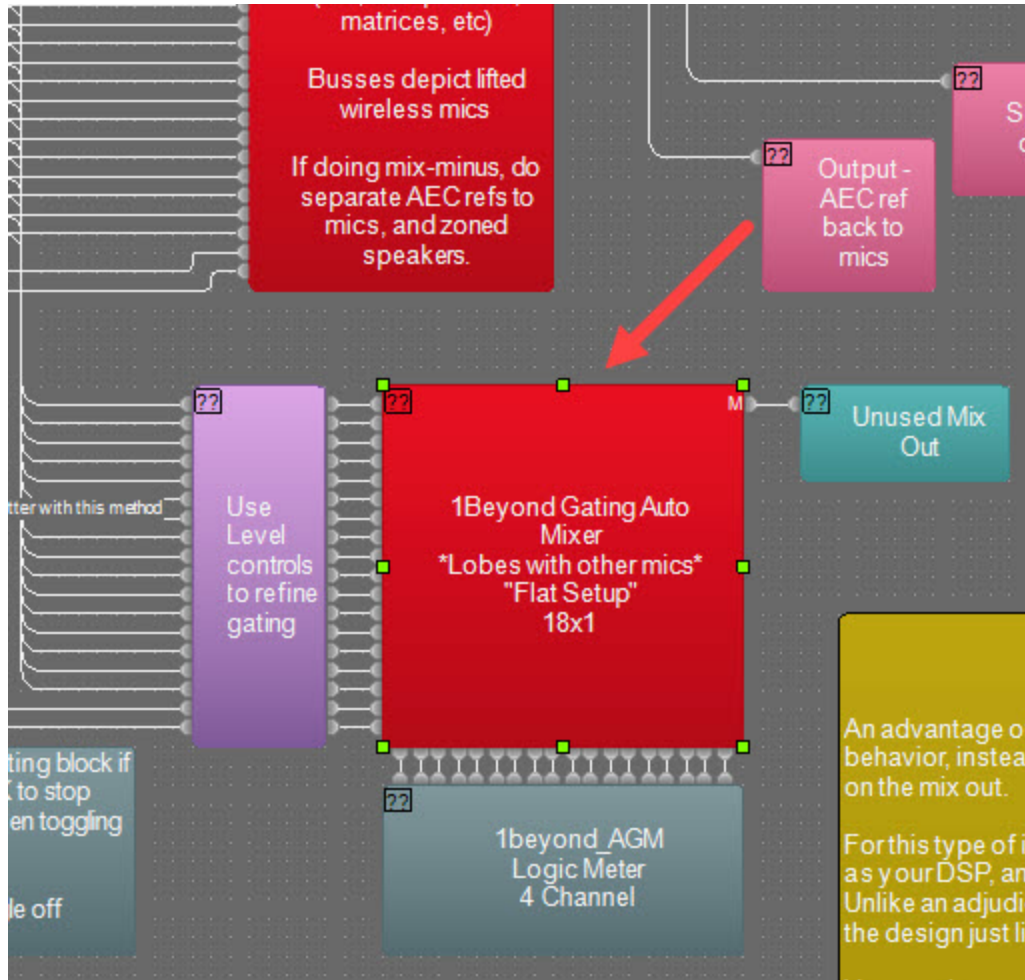 matrices, etc)
Busses depict lifted
wireless mics
If doing mix-minus, do
separate AEC refs to
mics, and zoned
speakers.
??
S
??
Output -
AEC ref
back to
mics
tter with this method
??
Use
Level
controls
to refine
gating
??
M
1Beyond Gating Auto
Mixer
*Lobes with other mics*
"Flat Setup"
18x1
??
Unused Mix
Out
ting block if
to stop
en toggling
le off
??
1beyond_AGM
Logic Meter
4 Channel
An advantage o
behavior, instea
on the mix out.
For this type of i
as your DSP, an
Unlike an adjudi
the design just li